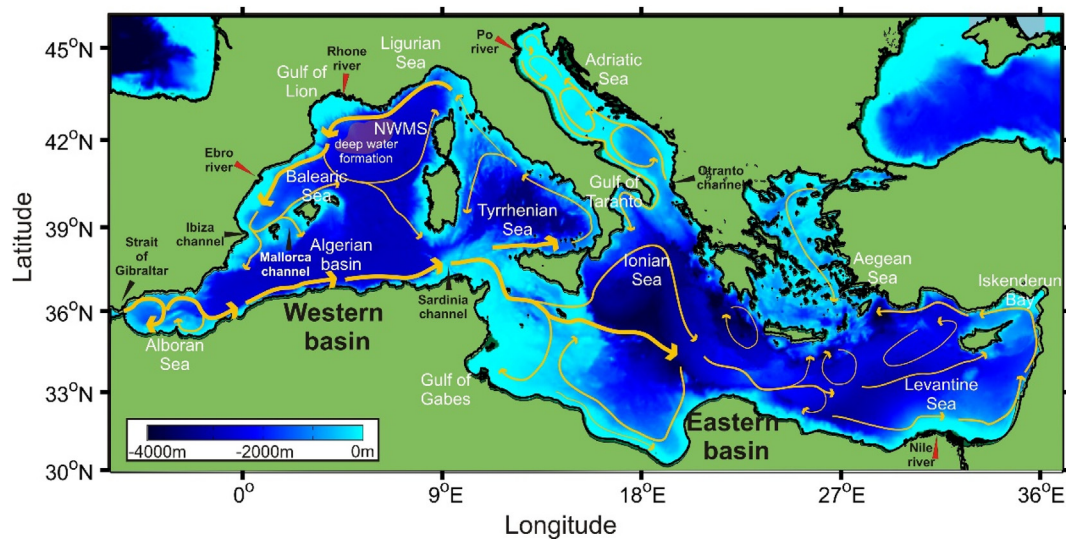 45°N
42°N
39°N
36°N
33°N
30°N
Latitude
Rhone
river
Gulf of
Lion
Ligurian
Sea
Po
river
Adriatic
Sea
NWMS
deep water
formation
Ebro
river
Balearic
Sea
Otranto
channel
Gulf of
Taranto
Ibiza
channel
Mallorca
channel
Tyrrhenian
Sea
Strait
of
Gibraltar
Algerian
basin
Ionian
Sea
Aegean
Sea
Iskenderun
Bay
Sardinia
channel
Western
basin
Alboran
Sea
Gulf of
Gabes
Levantine
Sea
Eastern
basin
Nile
river
-4000m
-2000m
0m
0°
9°E
18°E
27°E
36°E
Longitude